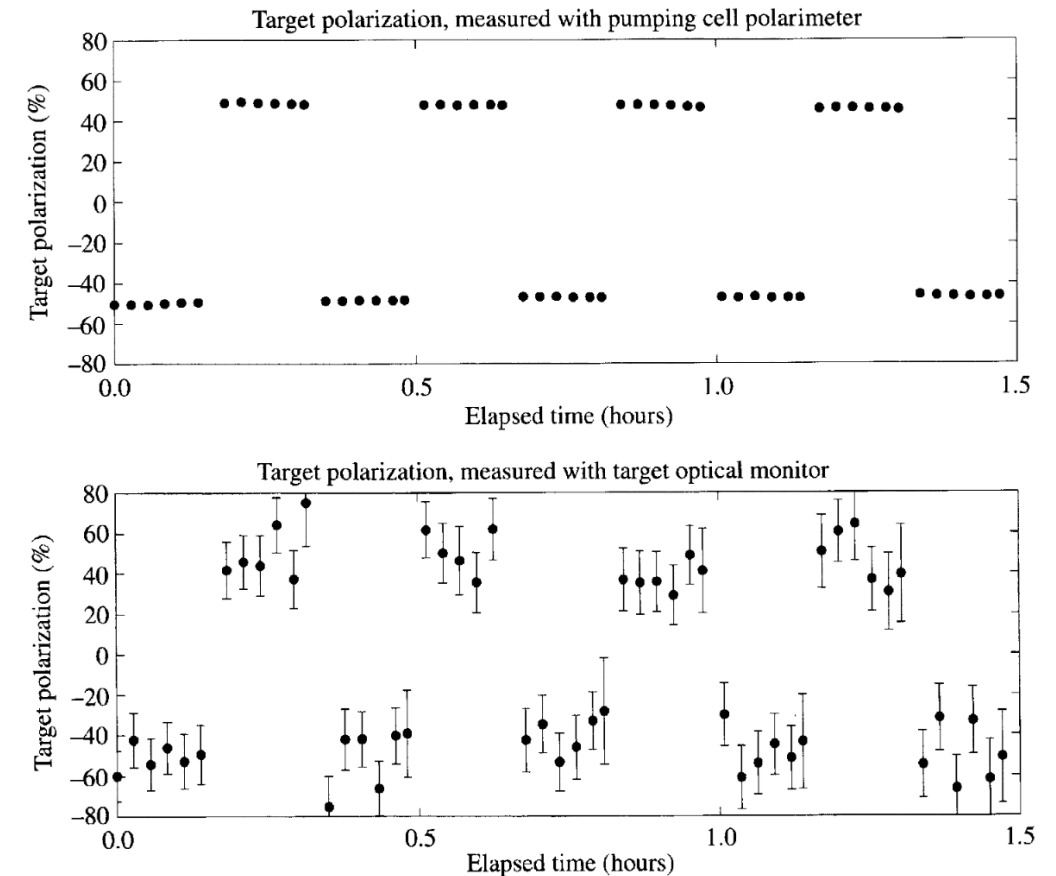 Target polarization, measured with pumping cell polarimeter
Target polarization (%)
80
60
40
20
0
–20
–40
–60
–80
0.0 0.5 1.0 1.5
Elapsed time (hours)
Target polarization, measured with target optical monitor
Target polarization (%)
80
60
40
20
0
–20
–40
–60
–80
0.0 0.5 1.0 1.5
Elapsed time (hours)